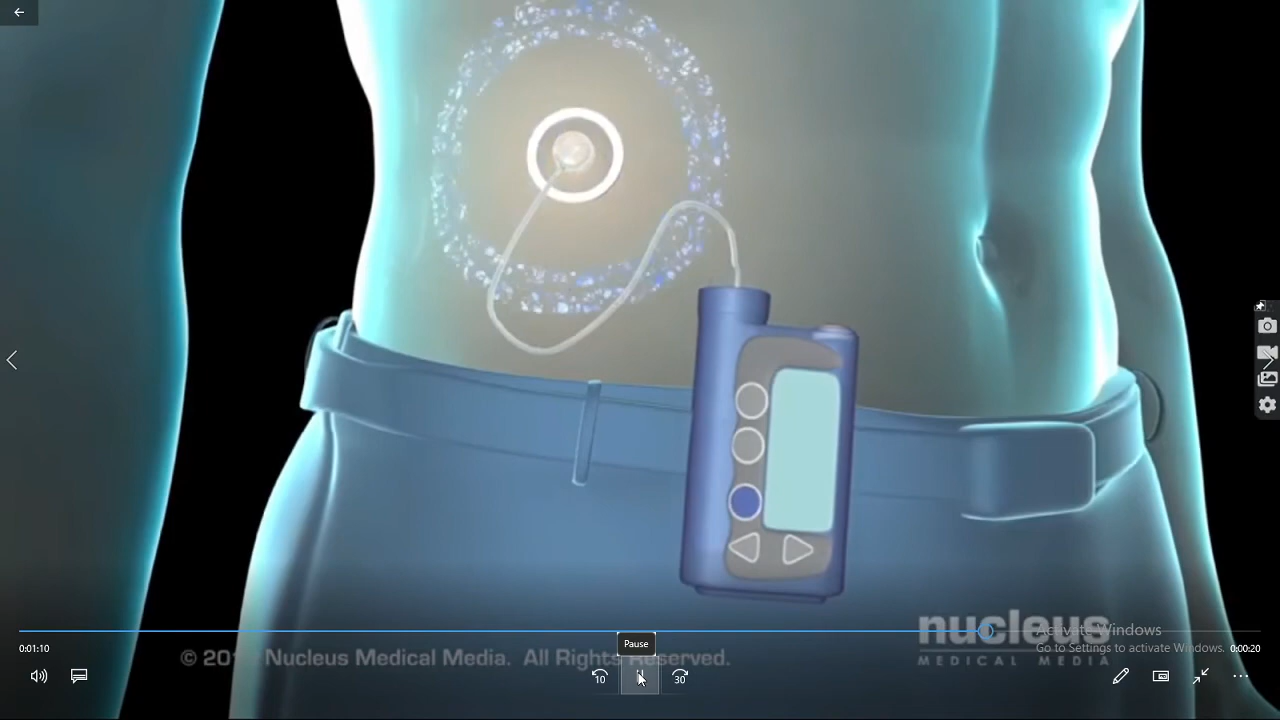 nucleus
MEDICAL MEDIA
Activate Windows
Go to Settings to activate Windows.
0:01:10
Pause
0:00:20
Nucleus Medical Media. All Rights Reserved.
10
30